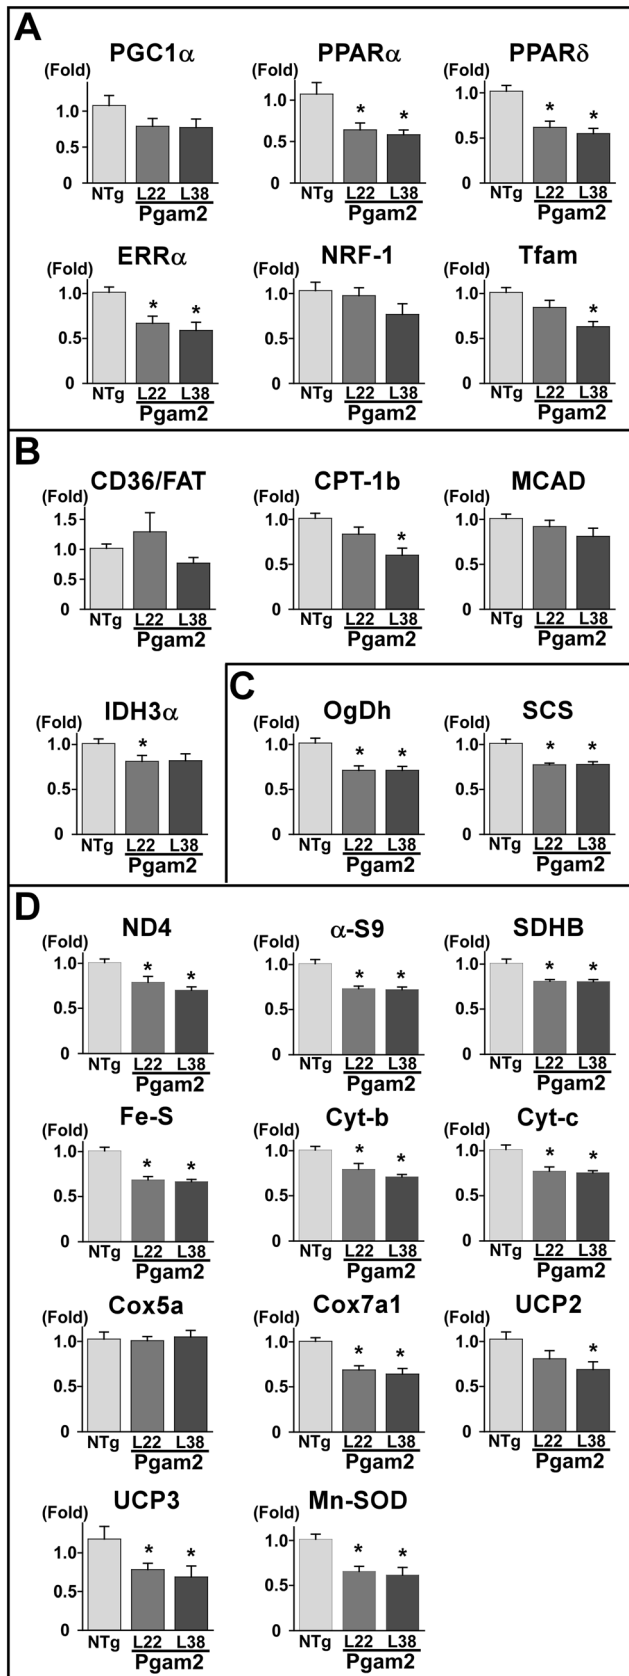 A
PGC1α PPARα PPARδ
(Fold) (Fold) (Fold)
1.0 1.0 1.0
0.5 0.5 0.5
* * * *
0 0 0
NTg L22 L38 NTg L22 L38 NTg L22 L38
Pgam2 Pgam2 Pgam2
ERRα NRF-1 Tfam
(Fold) (Fold) (Fold)
1.0 1.0 1.0
* * *
0.5 0.5 0.5
0 0 0
NTg L22 L38 NTg L22 L38 NTg L22 L38
Pgam2 Pgam2 Pgam2
B
CD36/FAT CPT-1b MCAD
(Fold) (Fold) (Fold)
1.5 1.0 1.0
1.0 *
0.5 0.5 0.5
0 0 0
NTg L22 L38 NTg L22 L38 NTg L22 L38
Pgam2 Pgam2 Pgam2
C
IDH3α OgDh SCS
(Fold) (Fold) (Fold)
1.0 1.0 1.0
* * * * *
0.5 0.5 0.5
0 0 0
NTg L22 L38 NTg L22 L38 NTg L22 L38
Pgam2 Pgam2 Pgam2
D
ND4 α-S9 SDHB
(Fold) (Fold) (Fold)
1.0 1.0 1.0
* * * * * *
0.5 0.5 0.5
0 0 0
NTg L22 L38 NTg L22 L38 NTg L22 L38
Pgam2 Pgam2 Pgam2
Fe-S Cyt-b Cyt-c
(Fold) (Fold) (Fold)
1.0 1.0 1.0
* * * * * *
0.5 0.5 0.5
0 0 0
NTg L22 L38 NTg L22 L38 NTg L22 L38
Pgam2 Pgam2 Pgam2
Cox5a Cox7a1 UCP2
(Fold) (Fold) (Fold)
1.0 1.0 1.0
* * *
0.5 0.5 0.5
0 0 0
NTg L22 L38 NTg L22 L38 NTg L22 L38
Pgam2 Pgam2 Pgam2
UCP3 Mn-SOD
(Fold) (Fold)
1.0 1.0
* * * *
0.5 0.5
0 0
NTg L22 L38 NTg L22 L38
Pgam2 Pgam2